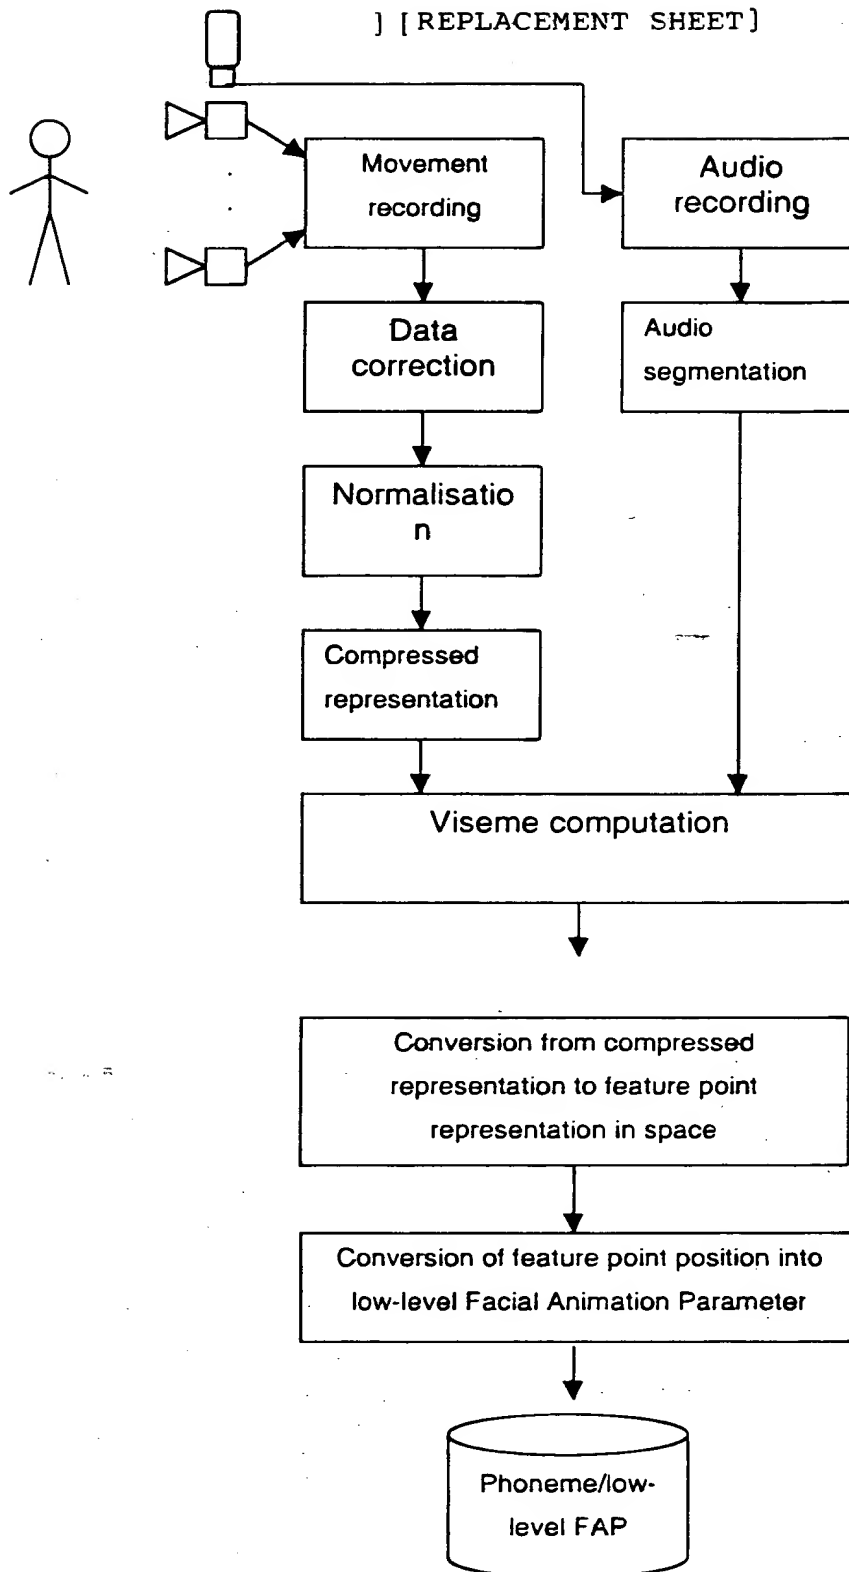 ] [REPLACEMENT SHEET]
Movement
recording
Audio
recording
Data
correction
Audio
segmentation
Normalisatio
n
Compressed
representation
Viseme computation
Conversion from compressed
representation to feature point
representation in space
Conversion of feature point position into
low-level Facial Animation Parameter
Phoneme/low-
level FAP